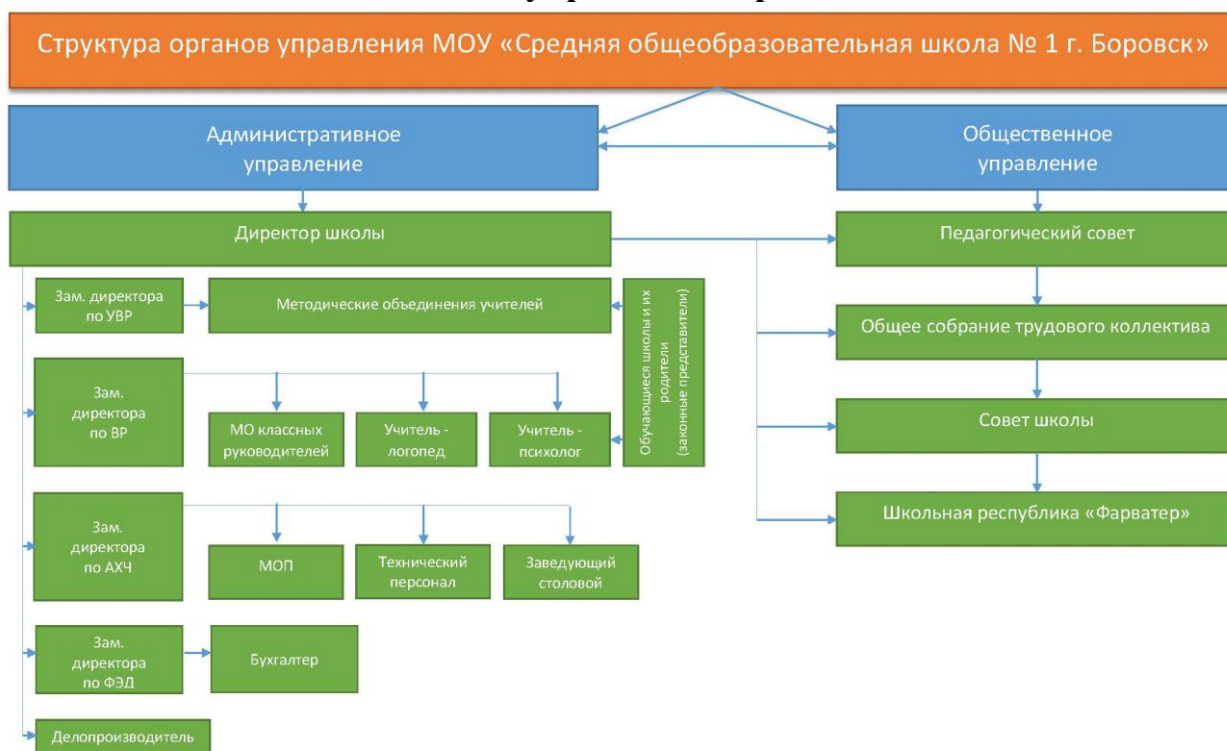 Структура органов управления МОУ «Средняя общеобразовательная школа № 1 г. Боровск»
Административное
управление
Общественное
управление
Директор школы
Педагогический совет
Зам. директора
по УВР
Методические объединения учителей
Обучающиеся школы и их
родители
(законные представители)
Общее собрание трудового коллектива
Зам.
директора
по ВР
МО классных
руководителей
Учитель -
логопед
Учитель -
психолог
Совет школы
Зам.
директора
по АХЧ
МОП
Технический
персонал
Заведующий
столовой
Школьная республика «Фарватер»
Зам.
директора
по ФЭД
Бухгалтер
Делопроизводитель